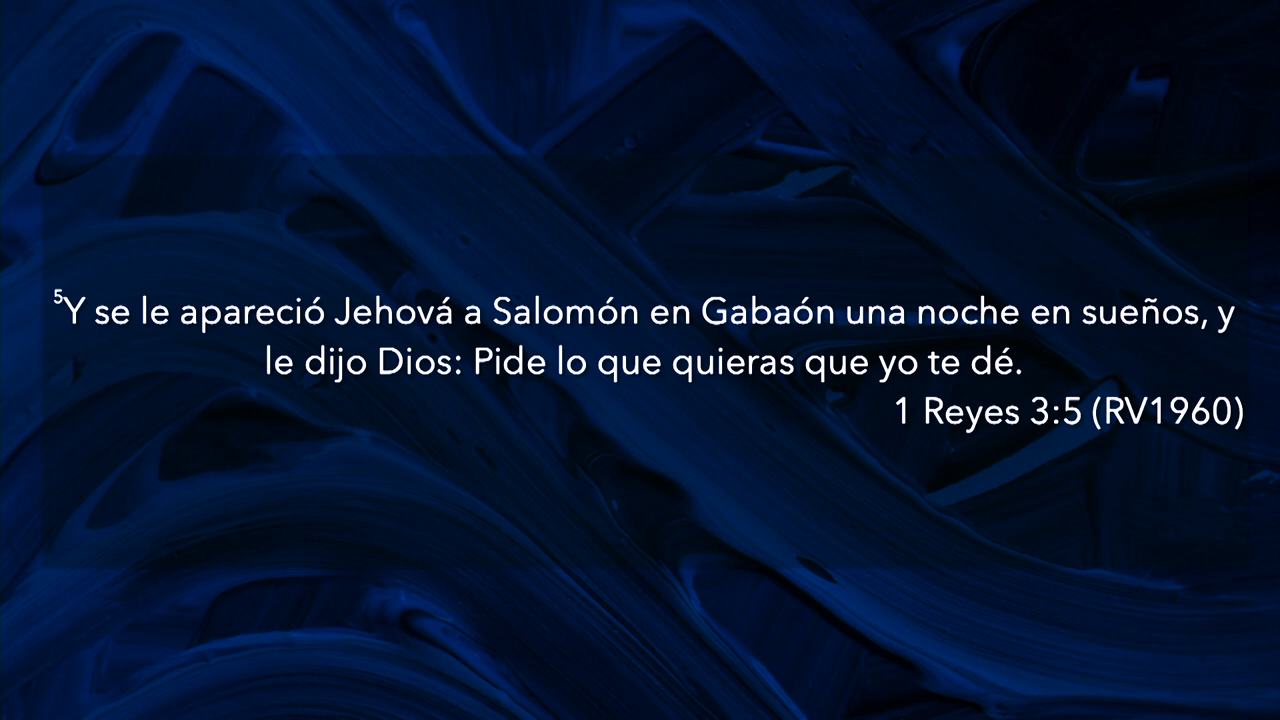 ⁵Y se le apareció Jehová a Salomón en Gabaón una noche en sueños, y
le dijo Dios: Pide lo que quieras que yo te dé.
1 Reyes 3:5 (RV1960)